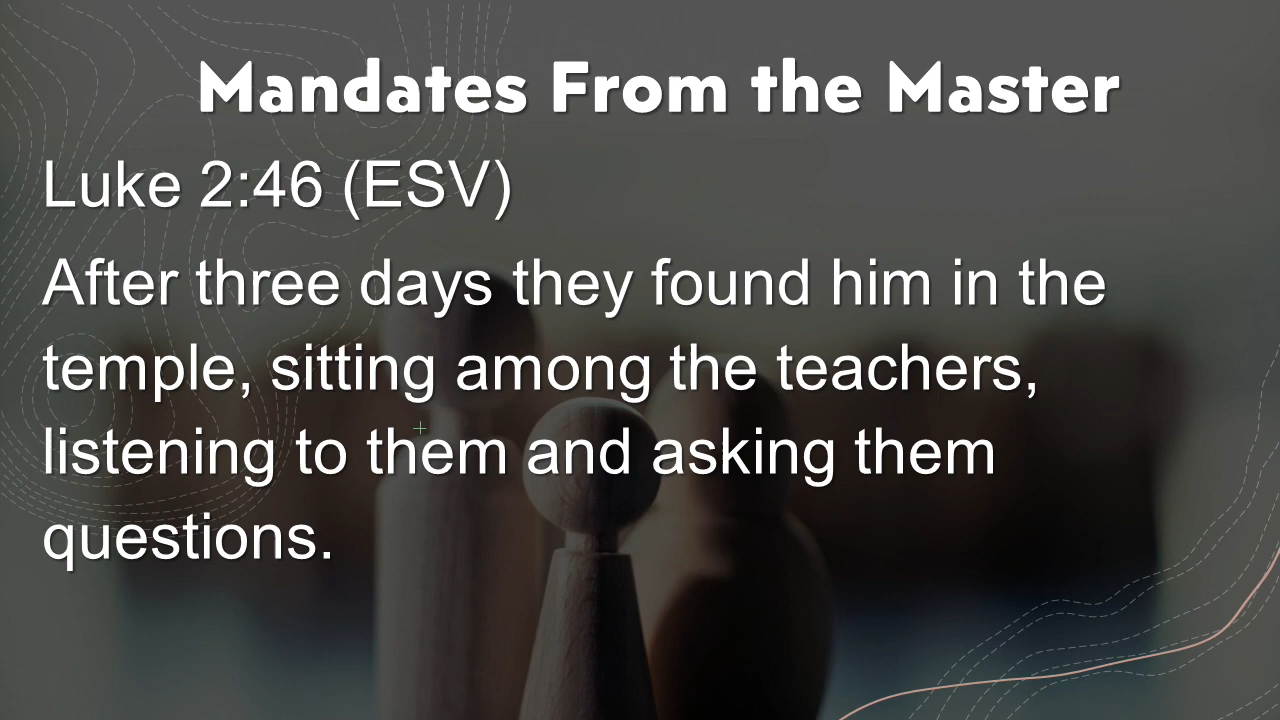 Mandates From the Master
Luke 2:46 (ESV)
After three days they found him in the
temple, sitting among the teachers,
listening to them and asking them
questions.